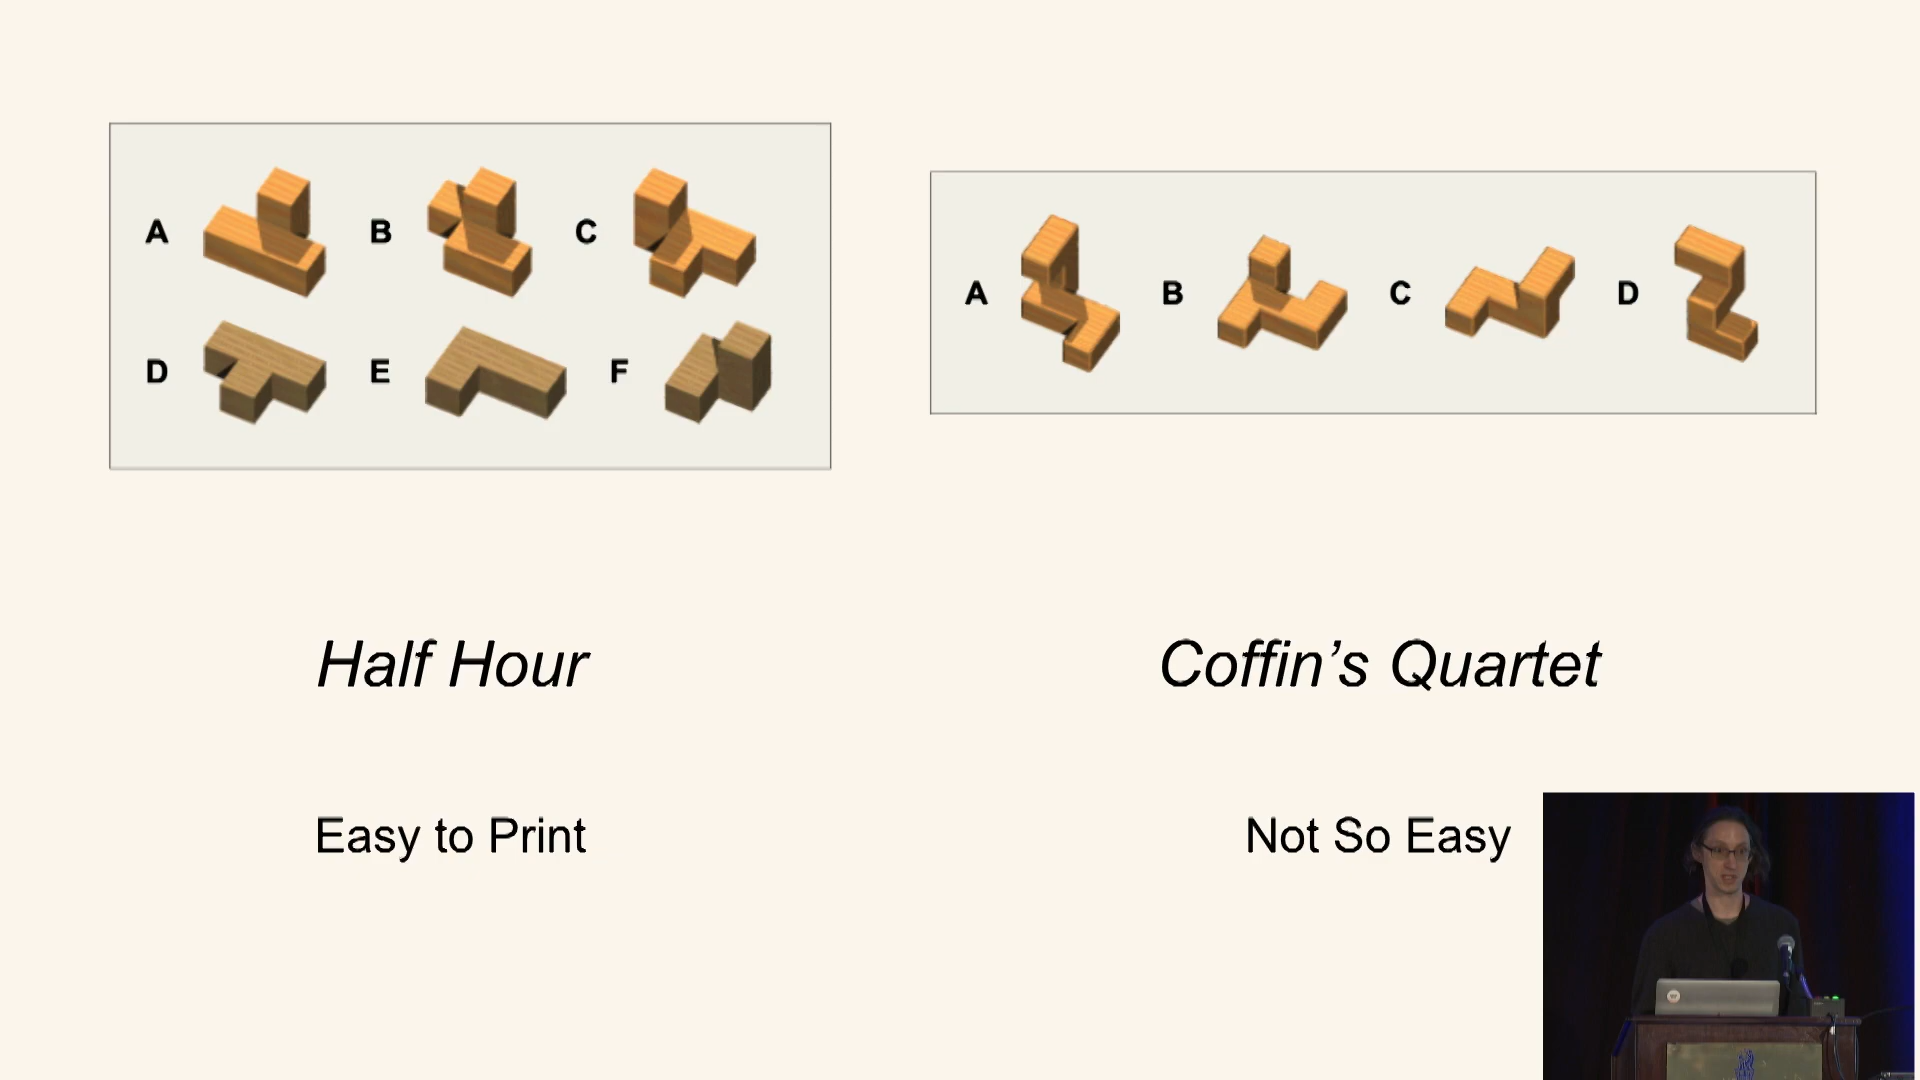 A B C
D E F
A B C D
Half Hour
Coffin's Quartet
Easy to Print
Not So Easy